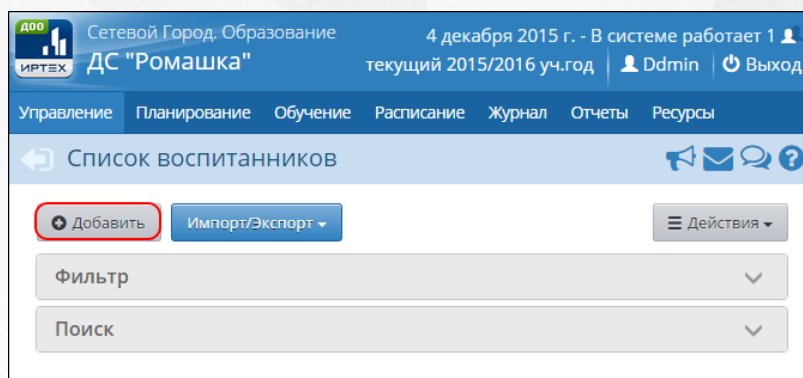 ДОО
ИРТЕХ
Сетевой Город. Образование
ДС "Ромашка"
4 декабря 2015 г. - В системе работает 1
текущий 2015/2016 уч.год Ddmin Выход
Управление Планирование Обучение Расписание Журнал Отчеты Ресурсы
Список воспитанников
Добавить Импорт/Экспорт Действия
Фильтр
Поиск